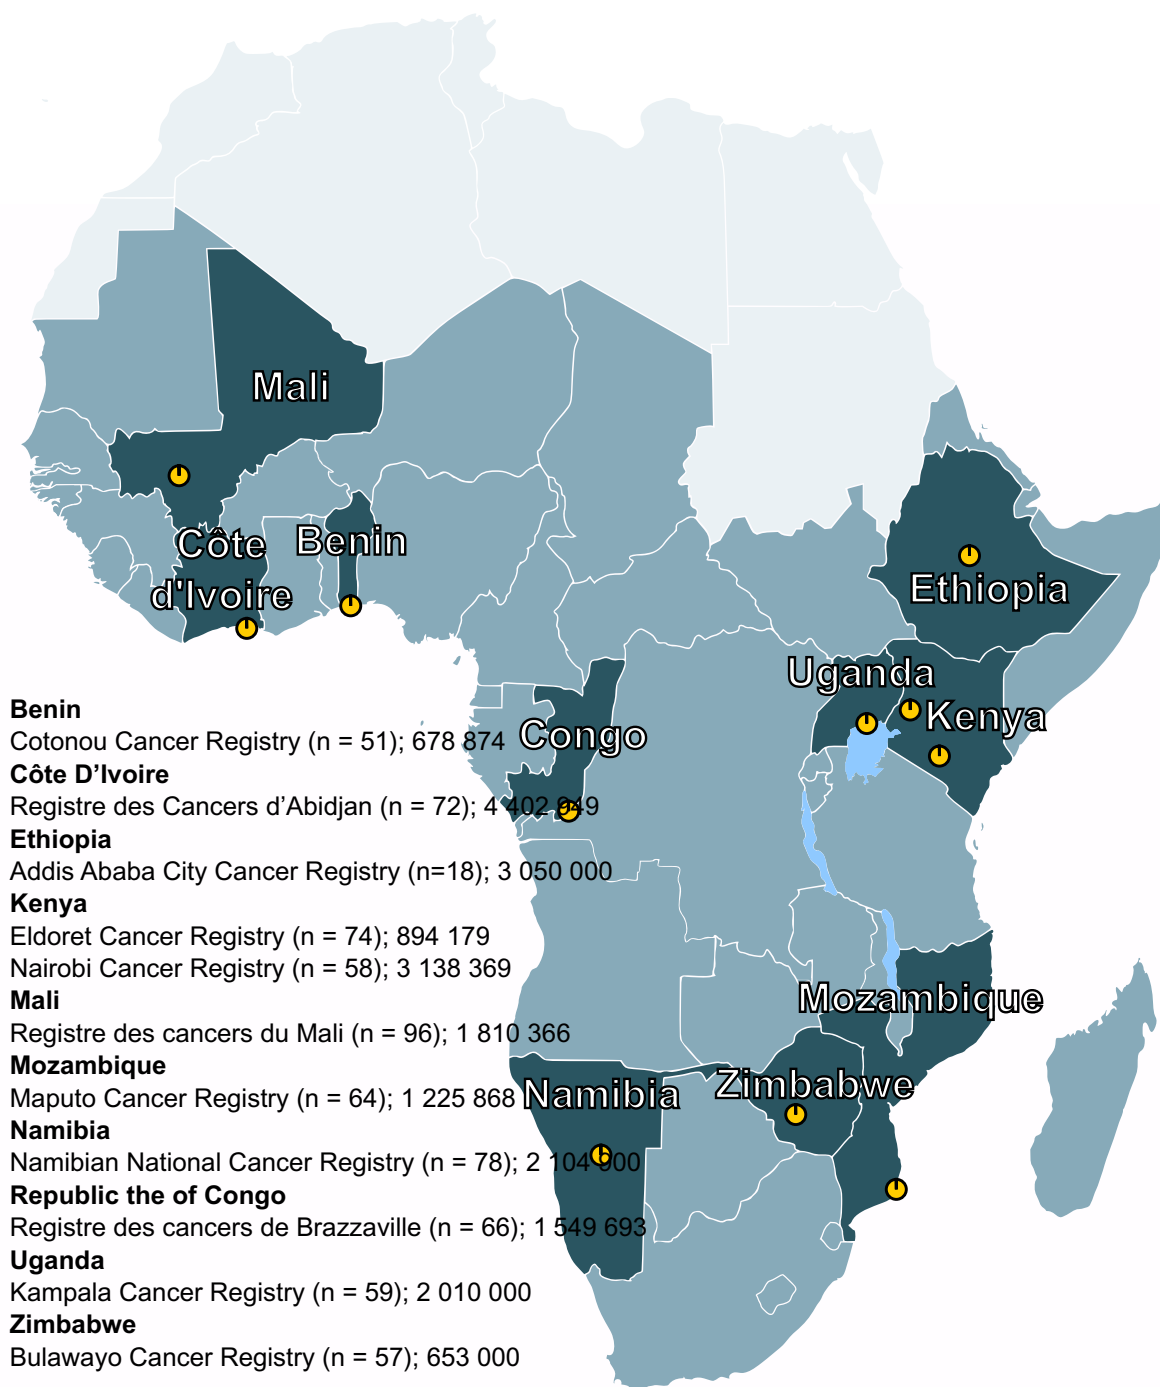 Mali
Côte
d'Ivoire
Benin
Ethiopia
Uganda
Kenya
Congo
Mozambique
Zimbabwe
Namibia
Benin
Cotonou Cancer Registry (n = 51); 678 874
Côte D’Ivoire
Registre des Cancers d’Abidjan (n = 72); 4 402 949
Ethiopia
Addis Ababa City Cancer Registry (n=18); 3 050 000
Kenya
Eldoret Cancer Registry (n = 74); 894 179
Nairobi Cancer Registry (n = 58); 3 138 369
Mali
Registre des cancers du Mali (n = 96); 1 810 366
Mozambique
Maputo Cancer Registry (n = 64); 1 225 868
Namibia
Namibian National Cancer Registry (n = 78); 2 104 900
Republic the of Congo
Registre des cancers de Brazzaville (n = 66); 1 549 693
Uganda
Kampala Cancer Registry (n = 59); 2 010 000
Zimbabwe
Bulawayo Cancer Registry (n = 57); 653 000